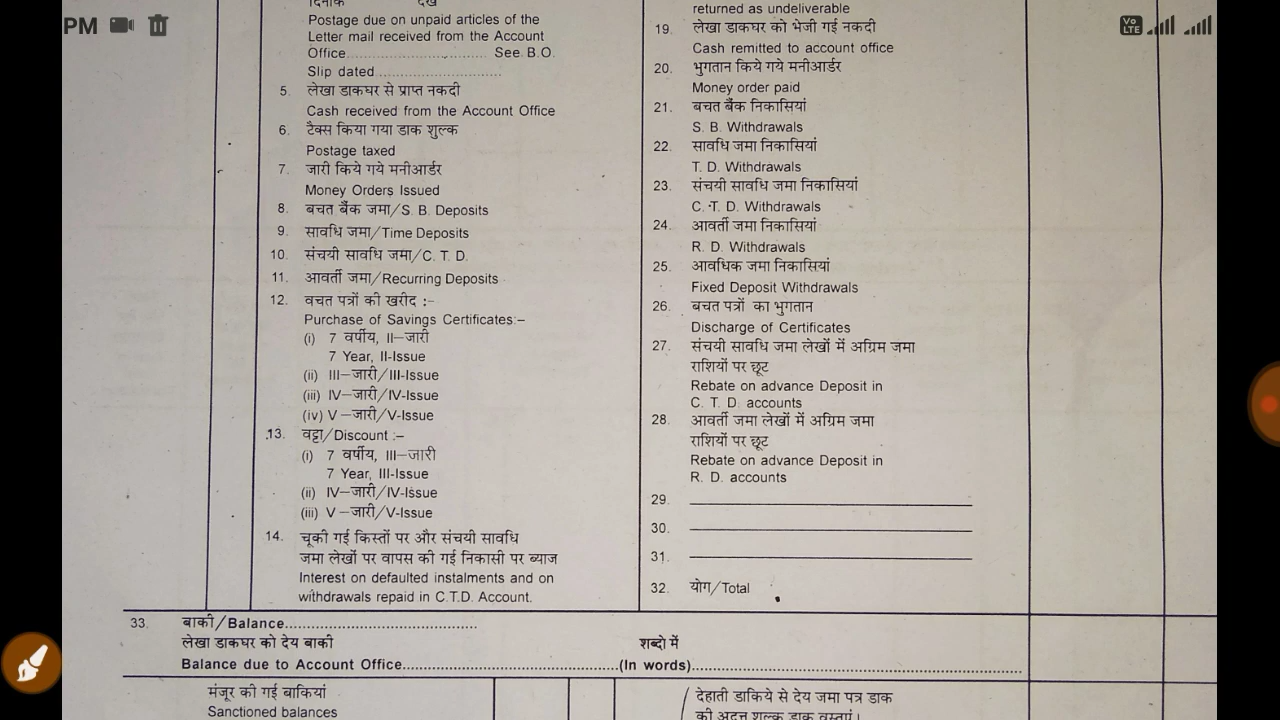 PM
Vo LTE
दिनांक देखें
Postage due on unpaid articles of the
Letter mail received from the Account
Office........................... See B.O.
Slip dated..........................
5. लेखा डाकघर से प्राप्त नकदी
Cash received from the Account Office
6. टैक्स किया गया डाक शुल्क
Postage taxed
7. जारी किये गये मनीआर्डर
Money Orders Issued
8. बचत बैंक जमा/S. B. Deposits
9. सावधि जमा/Time Deposits
10. संचयी सावधि जमा/C. T. D.
11. आवर्ती जमा/Recurring Deposits
12. वचत पत्रों की खरीद :–
Purchase of Savings Certificates:–
(i) 7 वर्षीय, II–जारी
7 Year, II-Issue
(ii) III–जारी/III-Issue
(iii) IV–जारी/IV-Issue
(iv) V –जारी/V-Issue
13. वट्टा/Discount :–
(i) 7 वर्षीय, III–जारी
7 Year, III-Issue
(ii) IV–जारी/IV-Issue
(iii) V –जारी/V-Issue
14. चूकी गई किस्तों पर और संचयी सावधि
जमा लेखों पर वापस की गई निकासी पर ब्याज
Interest on defaulted instalments and on
withdrawals repaid in C.T.D. Account.
returned as undeliverable
19. लेखा डाकघर को भेजी गई नकदी
Cash remitted to account office
20. भुगतान किये गये मनीआर्डर
Money order paid
21. बचत बैंक निकासियां
S. B. Withdrawals
22. सावधि जमा निकासियां
T. D. Withdrawals
23. संचयी सावधि जमा निकासियां
C. T. D. Withdrawals
24. आवर्ती जमा निकासियां
R. D. Withdrawals
25. आवधिक जमा निकासियां
Fixed Deposit Withdrawals
26. बचत पत्रों का भुगतान
Discharge of Certificates
27. संचयी सावधि जमा लेखों में अग्रिम जमा
राशियों पर छूट
Rebate on advance Deposit in
C. T. D. accounts
28. आवर्ती जमा लेखों में अग्रिम जमा
राशियों पर छूट
Rebate on advance Deposit in
R. D. accounts
29.
30.
31.
32. योग/Total
33. बाकी/Balance..........................................
लेखा डाकघर को देय बाकी शब्दो में
Balance due to Account Office................................................(In words)..........................................................................
मंजूर की गई बाकियां
Sanctioned balances
देहाती डाकिये से देय जमा पत्र डाक
की अदत्त शुल्क डाक वस्तुएं।